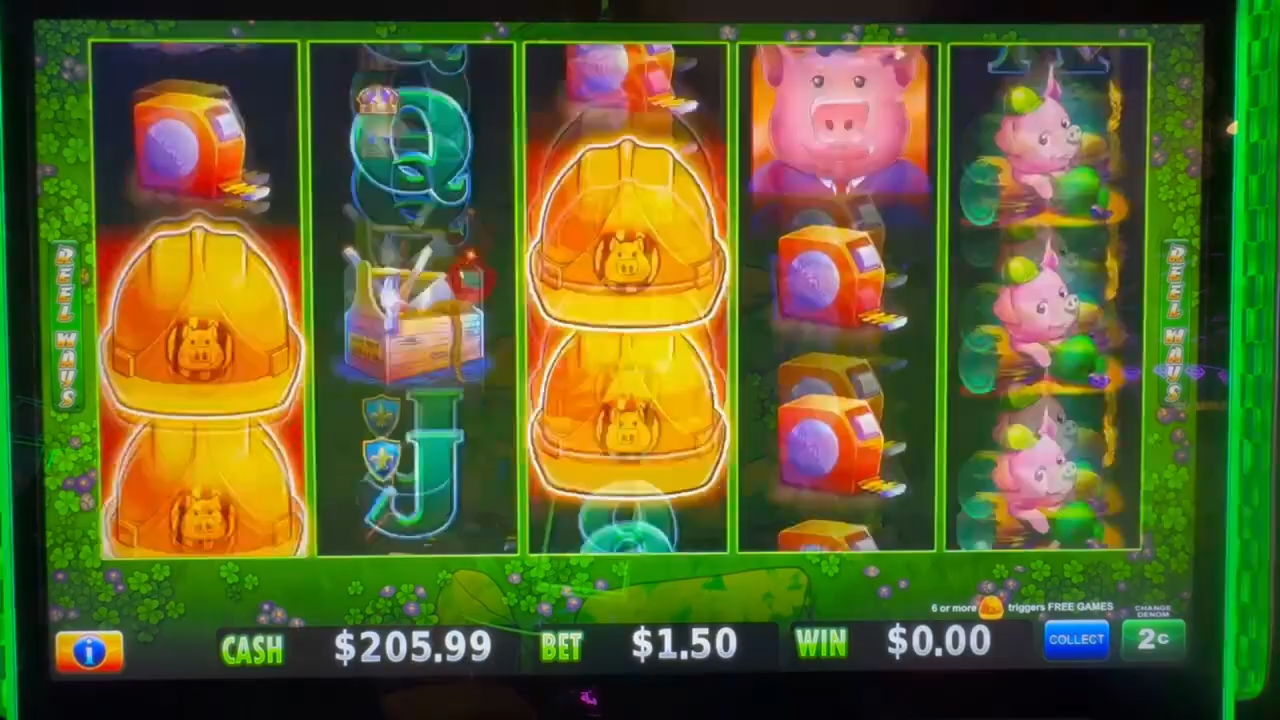 Q
J
REEL WAYS
REEL WAYS
6 or more triggers FREE GAMES
CHANGE
DENOM
CASH $205.99 BET $1.50 WIN $0.00 COLLECT 2¢